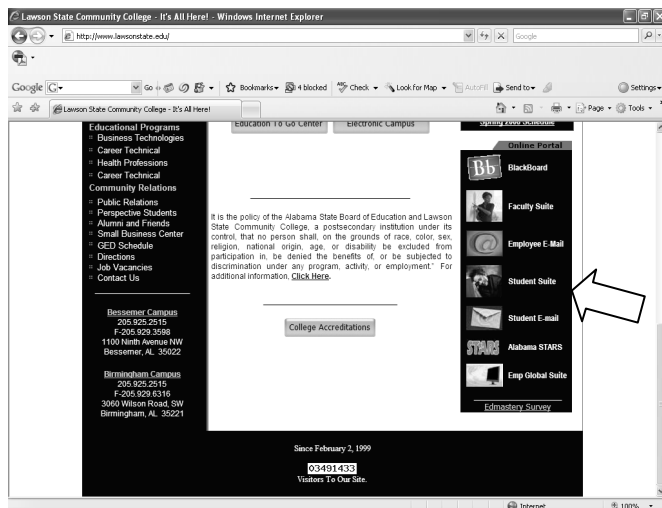 Lawson State Community College - It's All Here! - Windows Internet Explorer
http://www.lawsonstate.edu/
Google
Google
G
Go
Bookmarks
4 blocked
Check
Look for Map
AutoFill
Send to
Settings
Lawson State Community College - It's All Here!
Page
Tools
Educational Programs
Business Technologies
Career Technical
Health Professions
Career Technical
Community Relations
Public Relations
Perspective Students
Alumni and Friends
Small Business Center
GED Schedule
Directions
Job Vacancies
Contact Us
Bessemer Campus
205.925.2515
F-205.929.3598
1100 Ninth Avenue NW
Bessemer, AL 35022
Birmingham Campus
205.925.2515
F-205.929.6316
3060 Wilson Road, SW
Birmingham, AL 35221
Education To Go Center
Electronic Campus
It is the policy of the Alabama State Board of Education and Lawson
State Community College, a postsecondary institution under its
control, that no person shall, on the grounds of race, color, sex,
religion, national origin, age, or disability be excluded from
participation in, be denied the benefits of, or be subjected to
discrimination under any program, activity, or employment." For
additional information, Click Here.
College Accreditations
Spring 2008 Schedule
Online Portal
Bb
BlackBoard
Faculty Suite
@
Employee E-Mail
Student Suite
Student E-mail
STARS
Alabama STARS
Emp Global Suite
Edmastery Survey
Since February 2, 1999
03491433
Visitors To Our Site.
Internet
100%